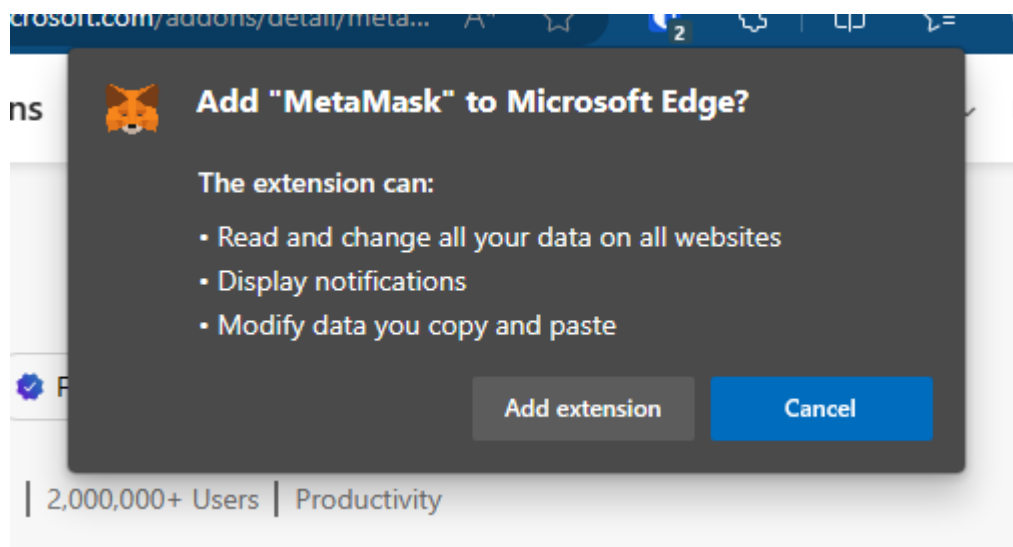 crosoft.com/addons/detail/meta...
2
ns
Add "MetaMask" to Microsoft Edge?
The extension can:
• Read and change all your data on all websites
• Display notifications
• Modify data you copy and paste
Add extension Cancel
2,000,000+ Users | Productivity